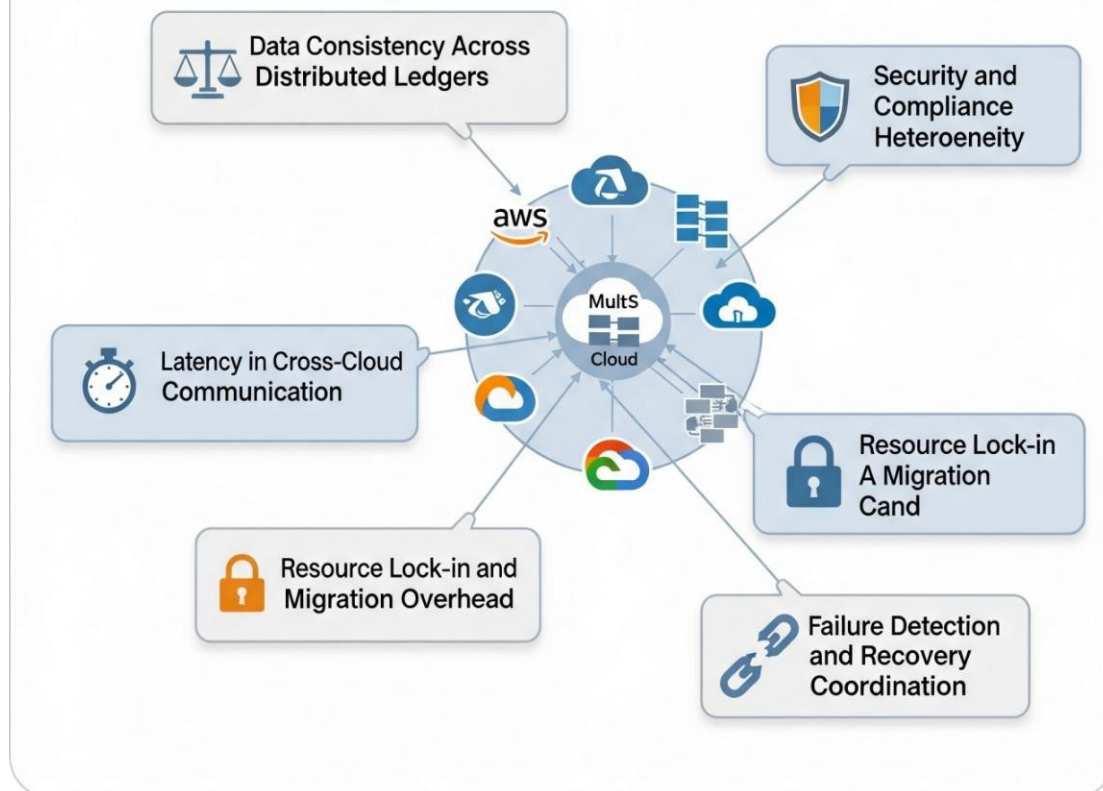 Data Consistency Across
Distributed Ledgers
Security and
Compliance
Heteroeneity
aws
MultS
Cloud
Latency in Cross-Cloud
Communication
Resource Lock-in
A Migration
Cand
Resource Lock-in and
Migration Overhead
Failure Detection
and Recovery
Coordination